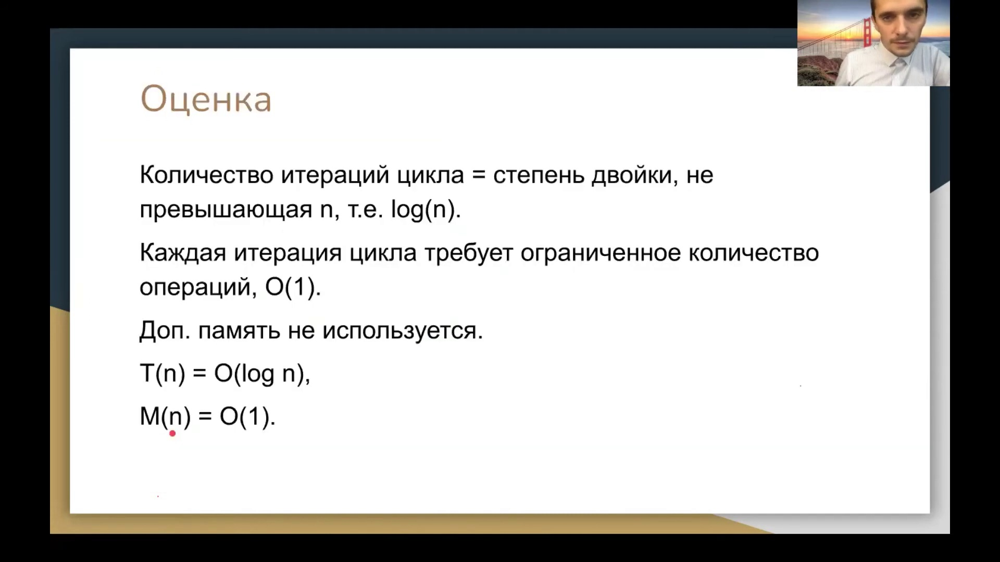 Оценка
Количество итераций цикла = степень двойки, не
превышающая n, т.е. log(n).
Каждая итерация цикла требует ограниченное количество
операций, O(1).
Доп. память не используется.
T(n) = O(log n),
M(n) = O(1).